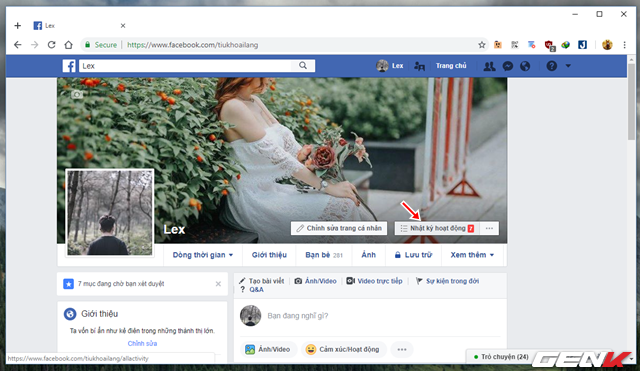 Lex
Secure https://www.facebook.com/tiukhoailang
2
Lex
Lex
Trang chủ
Lex
Chỉnh sửa trang cá nhân
Nhật ký hoạt động 7
Dòng thời gian
Giới thiệu
Bạn bè 281
Ảnh
Lưu trữ
Xem thêm
7 mục đang chờ bạn xét duyệt
Tạo bài viết
Ảnh/Video
Video trực tiếp
Sự kiện trong đời
Q&A
Giới thiệu
Ta vốn bí ẩn như kẻ điên trong những thành thị lớn.
Chỉnh sửa
Bạn đang nghĩ gì?
Ảnh/Video
Cảm xúc/Hoạt động
https://www.facebook.com/tiukhoailang/allactivity
Trò chuyện (24)
GENK